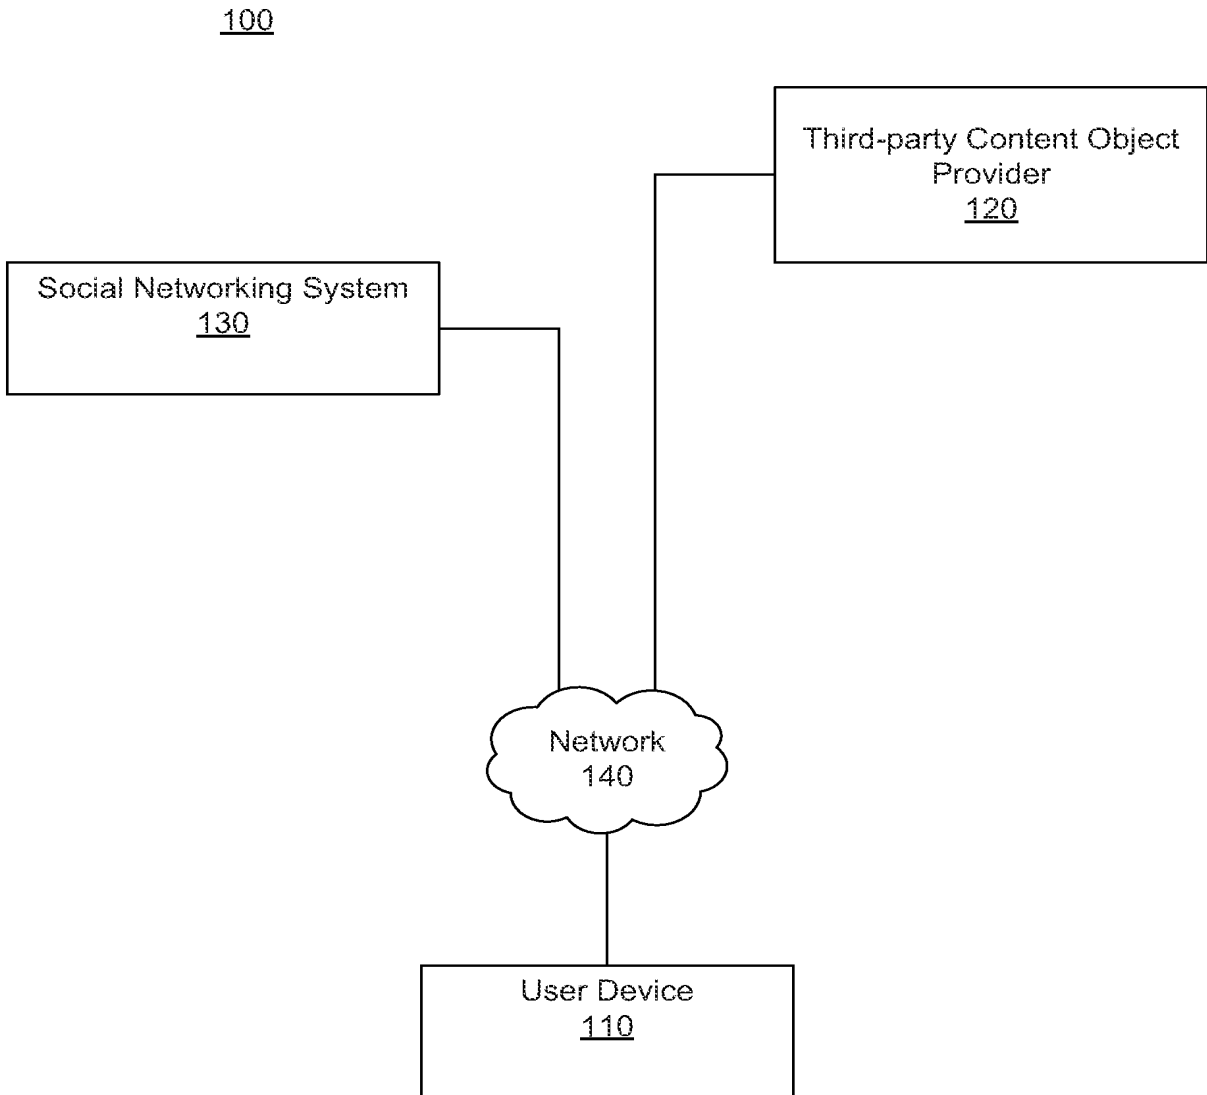 100
Third-party Content Object
Provider
120
Social Networking System
130
Network
140
User Device
110